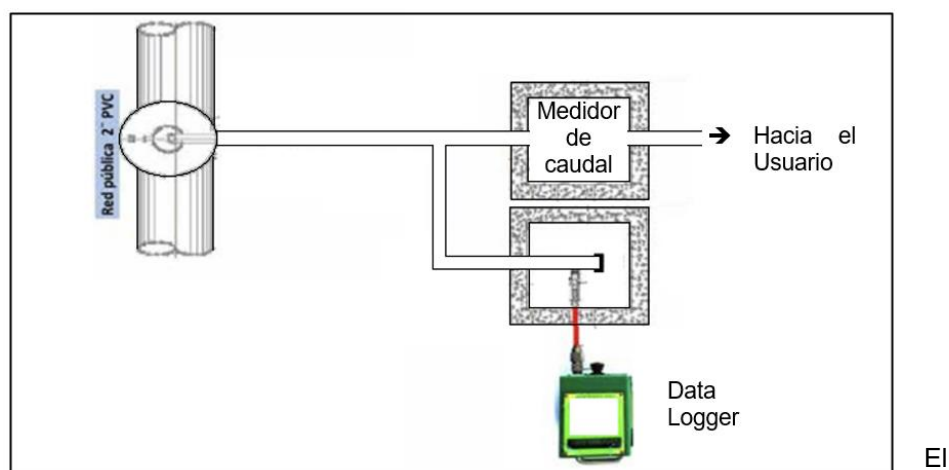 Red pública 2¨ PVC
Medidor
de
caudal
Hacia el
Usuario
Data
Logger
El